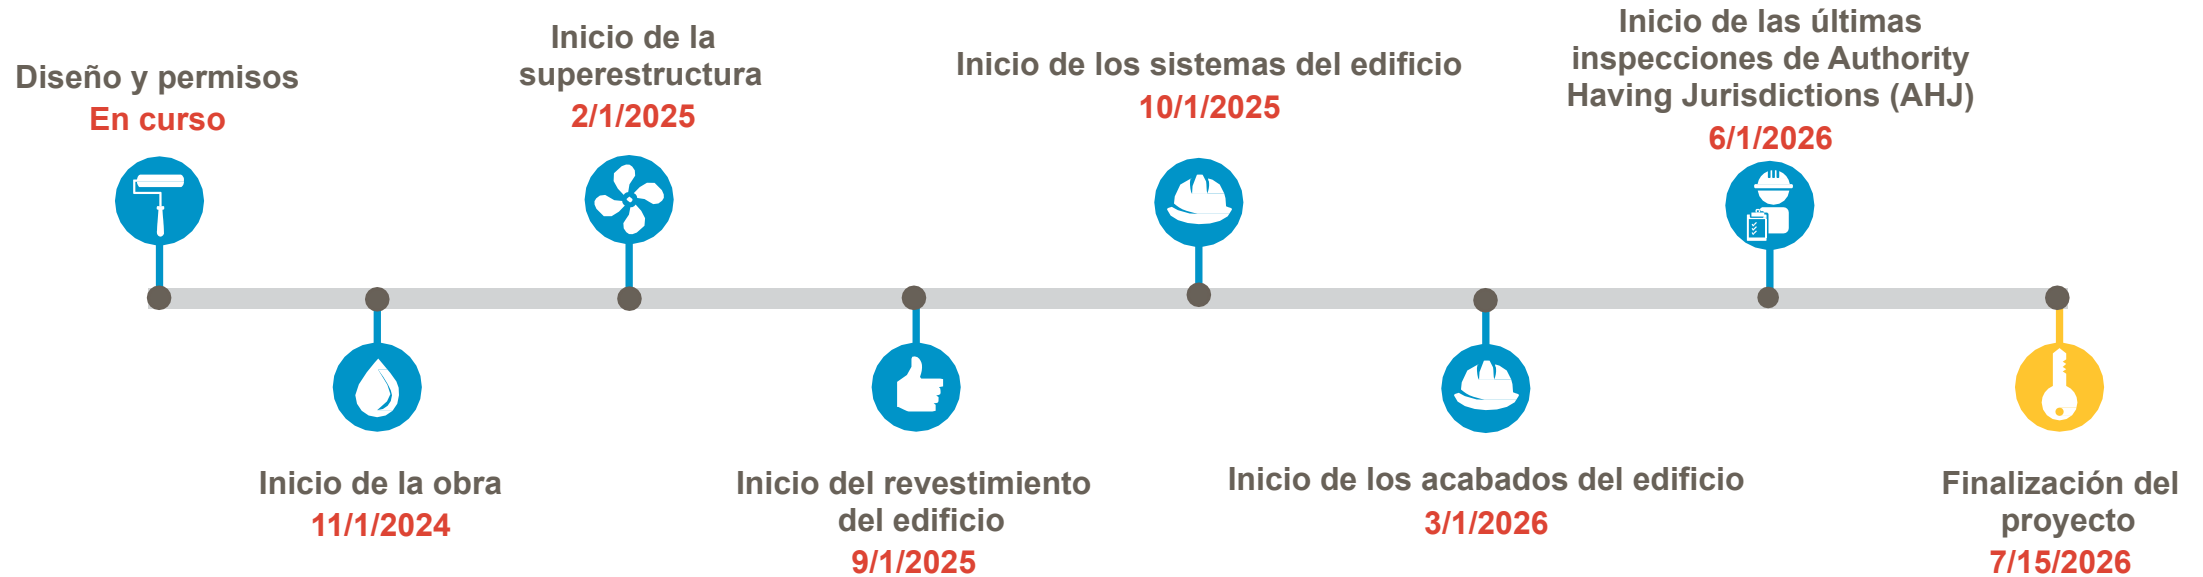 Diseño y permisos
En curso
Inicio de la obra
11/1/2024
Inicio de la
superestructura
2/1/2025
Inicio del revestimiento
del edificio
9/1/2025
Inicio de los sistemas del edificio
10/1/2025
Inicio de los acabados del edificio
3/1/2026
Inicio de las últimas
inspecciones de Authority
Having Jurisdictions (AHJ)
6/1/2026
Finalización del
proyecto
7/15/2026